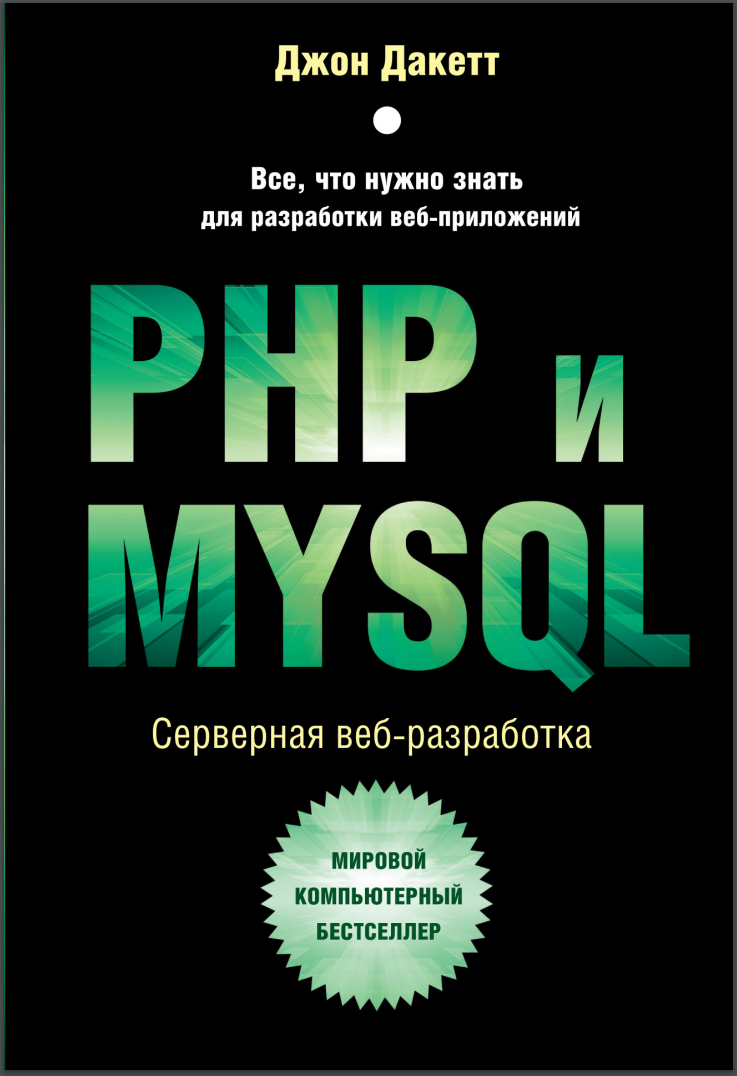 Джон Дакетт
Все, что нужно знать
для разработки веб-приложений
PHP и
MYSQL
Серверная веб-разработка
МИРОВОЙ
КОМПЬЮТЕРНЫЙ
БЕСТСЕЛЛЕР